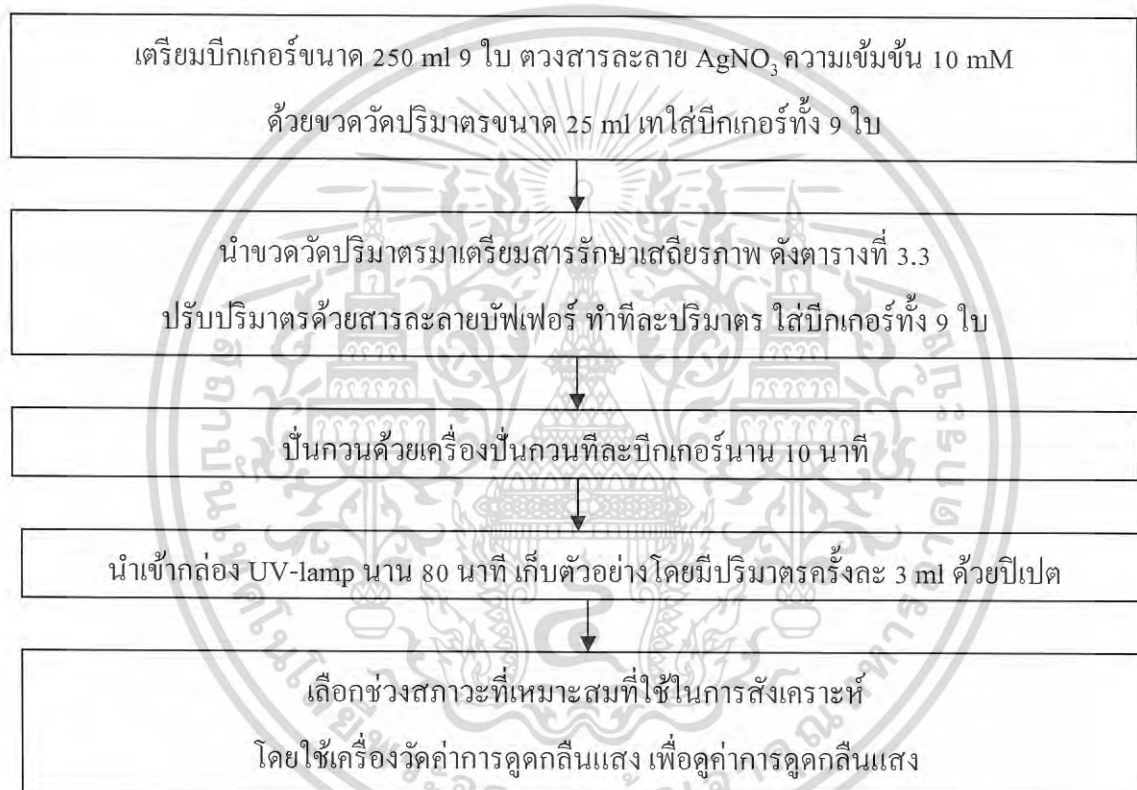 เตรียมบีกเกอร์ขนาด 250 ml 9 ใบ ตวงสารละลาย AgNO₃ ความเข้มข้น 10 mM
ด้วยขวดวัดปริมาตรขนาด 25 ml เทใส่บีกเกอร์ทั้ง 9 ใบ
นำขวดวัดปริมาตรมาเตรียมสารรักษาเสถียรภาพ ดังตารางที่ 3.3
ปรับปริมาตรด้วยสารละลายบัฟเฟอร์ ทำทีละปริมาตร ใส่บีกเกอร์ทั้ง 9 ใบ
ปั่นกวนด้วยเครื่องปั่นกวนทีละบีกเกอร์นาน 10 นาที
นำเข้ากล่อง UV-lamp นาน 80 นาที เก็บตัวอย่างโดยมีปริมาตรครั้งละ 3 ml ด้วยปิเปต
เลือกช่วงสภาวะที่เหมาะสมที่ใช้ในการสังเคราะห์
โดยใช้เครื่องวัดค่าการดูดกลืนแสง เพื่อดูค่าการดูดกลืนแสง